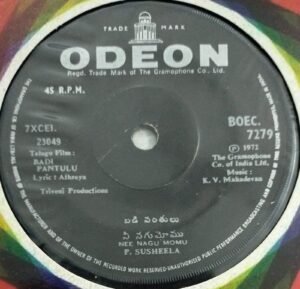 TRADE MARK
ODEON
Regd. Trade Mark of The Gramophone Co., Ltd.
45 R.P.M.
7XCEI.
23049
Telugu Film:
BADI
PANTULU
Lyric: Athreya
Triveni Productions
BOEC.
7279
℗ 1972
The Gramophone
Co. of India Ltd.
Music:
K. V. Mahadevan
బడి పంతులు
నీ నగుమోము
NEE NAGU MOMU
P. SUSHEELA